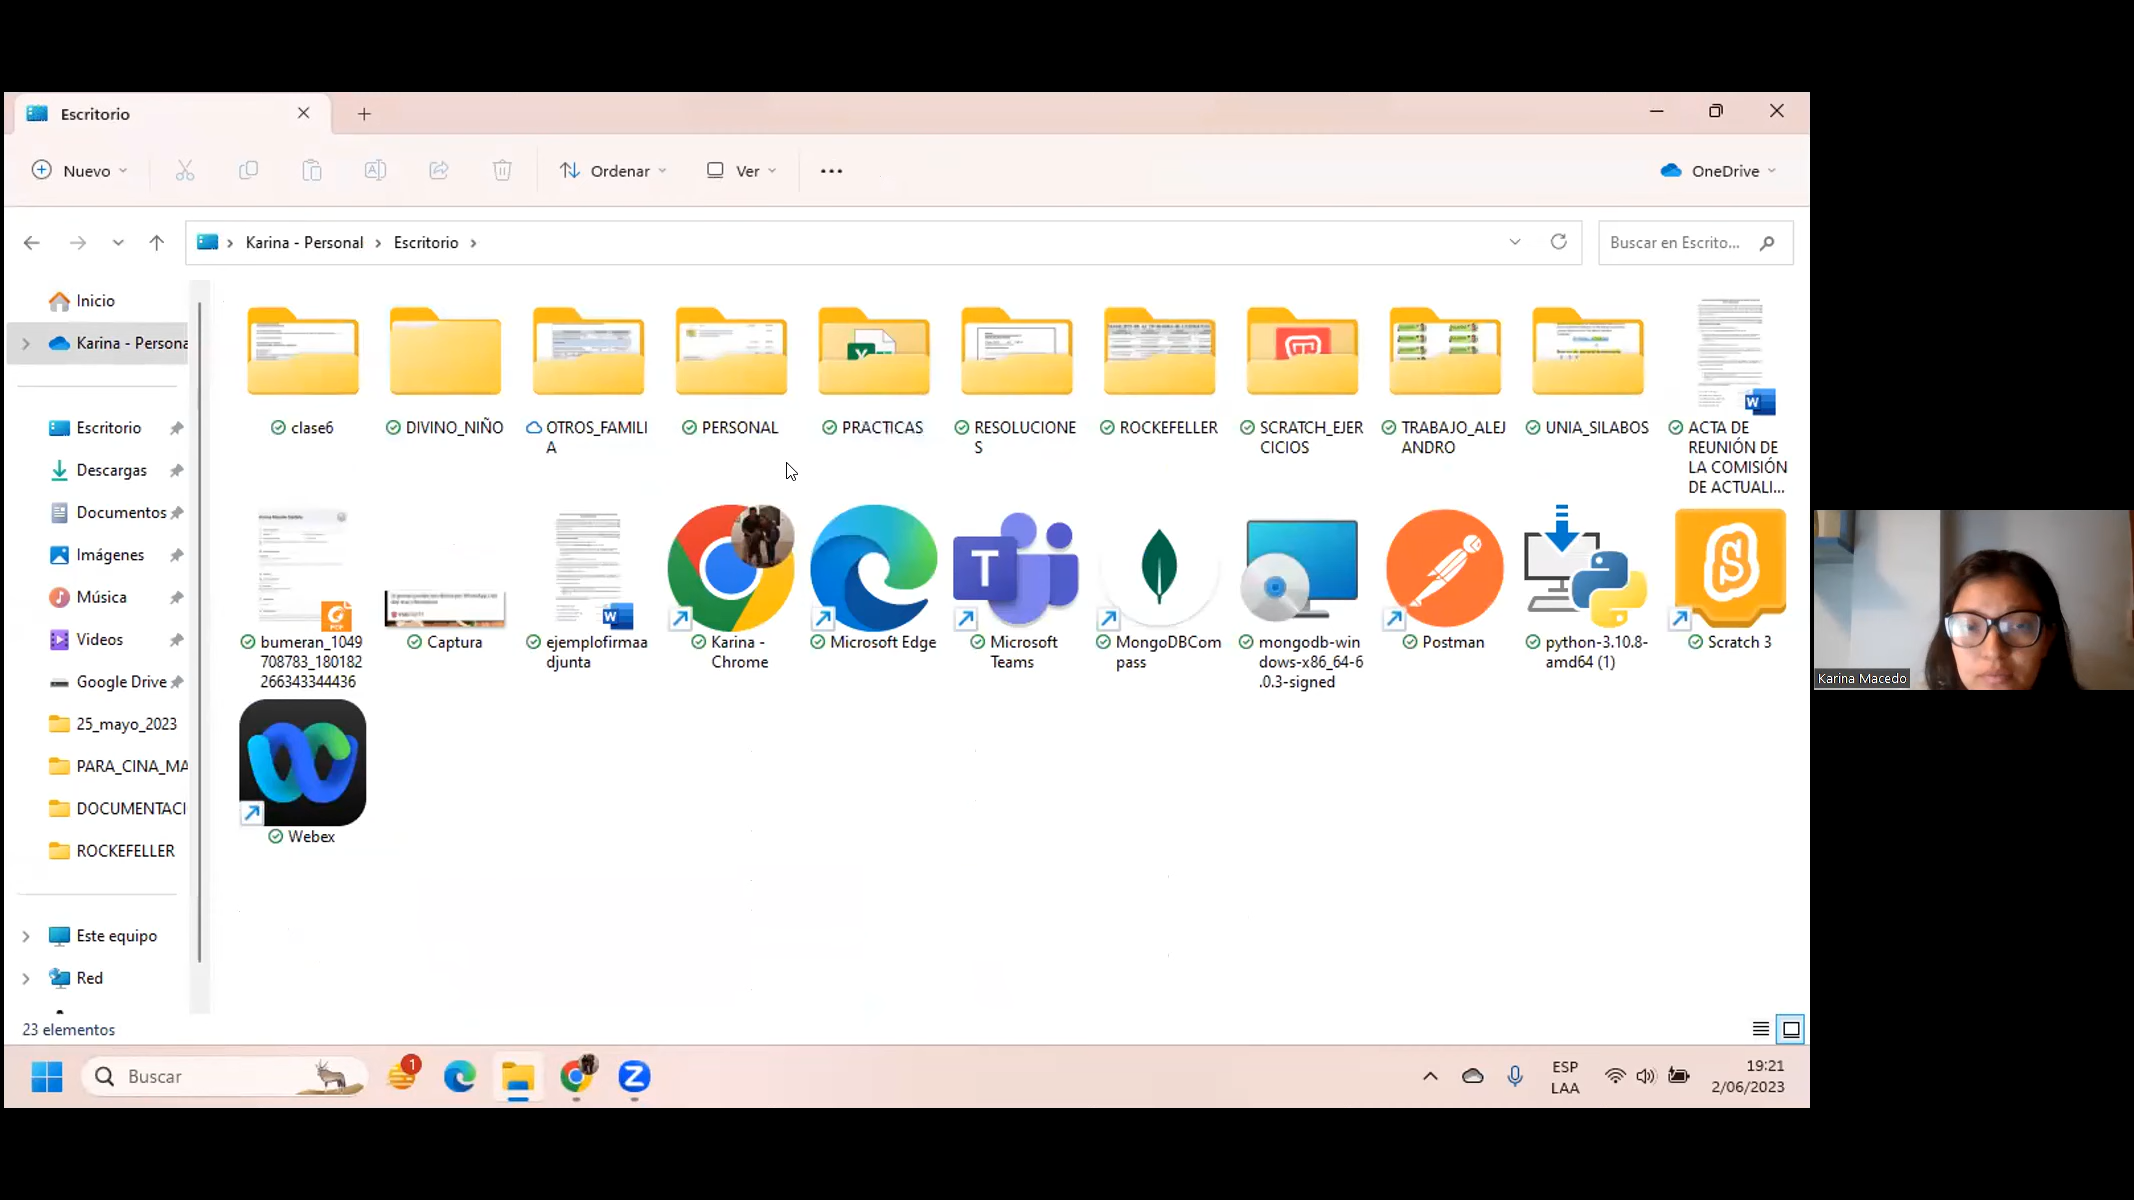 Escritorio
Nuevo
Ordenar
Ver
OneDrive
Karina - Personal
Escritorio
Buscar en Escrito...
Inicio
Karina - Persona
Escritorio
Descargas
Documentos
Imágenes
Música
Videos
Google Drive
25_mayo_2023
PARA_CINA_MA
DOCUMENTACI
ROCKEFELLER
Este equipo
Red
clase6
DIVINO_NIÑO
OTROS_FAMILI
A
PERSONAL
PRACTICAS
RESOLUCIONE
S
ROCKEFELLER
SCRATCH_EJER
CICIOS
TRABAJO_ALEJ
ANDRO
UNIA_SILABOS
ACTA DE
REUNIÓN DE
LA COMISIÓN
DE ACTUALI...
bumeran_1049
708783_180182
266343344436
Captura
ejemplofirmaa
djunta
Karina -
Chrome
Microsoft Edge
Microsoft
Teams
MongoDBCom
pass
mongodb-win
dows-x86_64-6
.0.3-signed
Postman
python-3.10.8-
amd64 (1)
Scratch 3
Webex
23 elementos
Buscar
1
ESP
LAA
19:21
2/06/2023
Karina Macedo